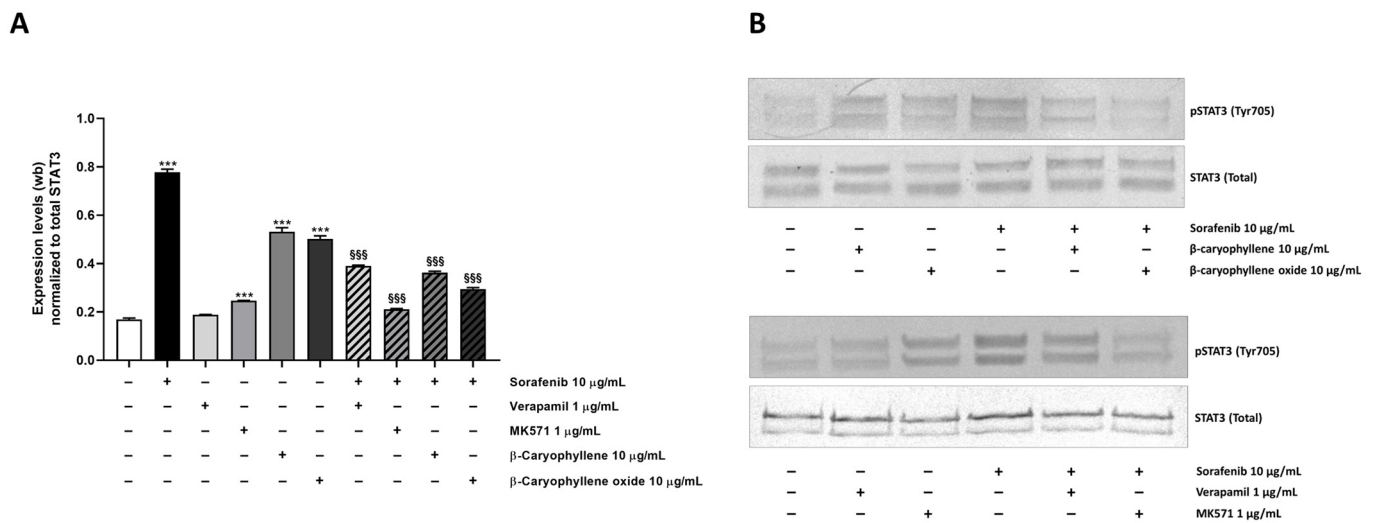 A
B
Expression levels (wb)
normalized to total STAT3
1.0
0.8
0.6
0.4
0.2
0.0
***
***
***
***
§§§
§§§
§§§
§§§
– + – – – – + + + + Sorafenib 10 μg/mL
– – + – – – + – – – Verapamil 1 μg/mL
– – – + – – – + – – MK571 1 μg/mL
– – – – + – – – + – β-Caryophyllene 10 μg/mL
– – – – – + – – – + β-Caryophyllene oxide 10 μg/mL
pSTAT3 (Tyr705)
STAT3 (Total)
– – – + + + Sorafenib 10 μg/mL
– + – – + – β-caryophyllene 10 μg/mL
– – + – – + β-caryophyllene oxide 10 μg/mL
pSTAT3 (Tyr705)
STAT3 (Total)
– – – + + + Sorafenib 10 μg/mL
– + – – + – Verapamil 1 μg/mL
– – + – – + MK571 1 μg/mL